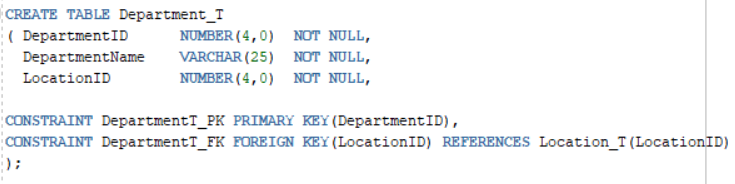 CREATE TABLE Department_T
( DepartmentID NUMBER(4,0) NOT NULL,
DepartmentName VARCHAR(25) NOT NULL,
LocationID NUMBER(4,0) NOT NULL,
CONSTRAINT DepartmentT_PK PRIMARY KEY(DepartmentID),
CONSTRAINT DepartmentT_FK FOREIGN KEY(LocationID) REFERENCES Location_T(LocationID)
);